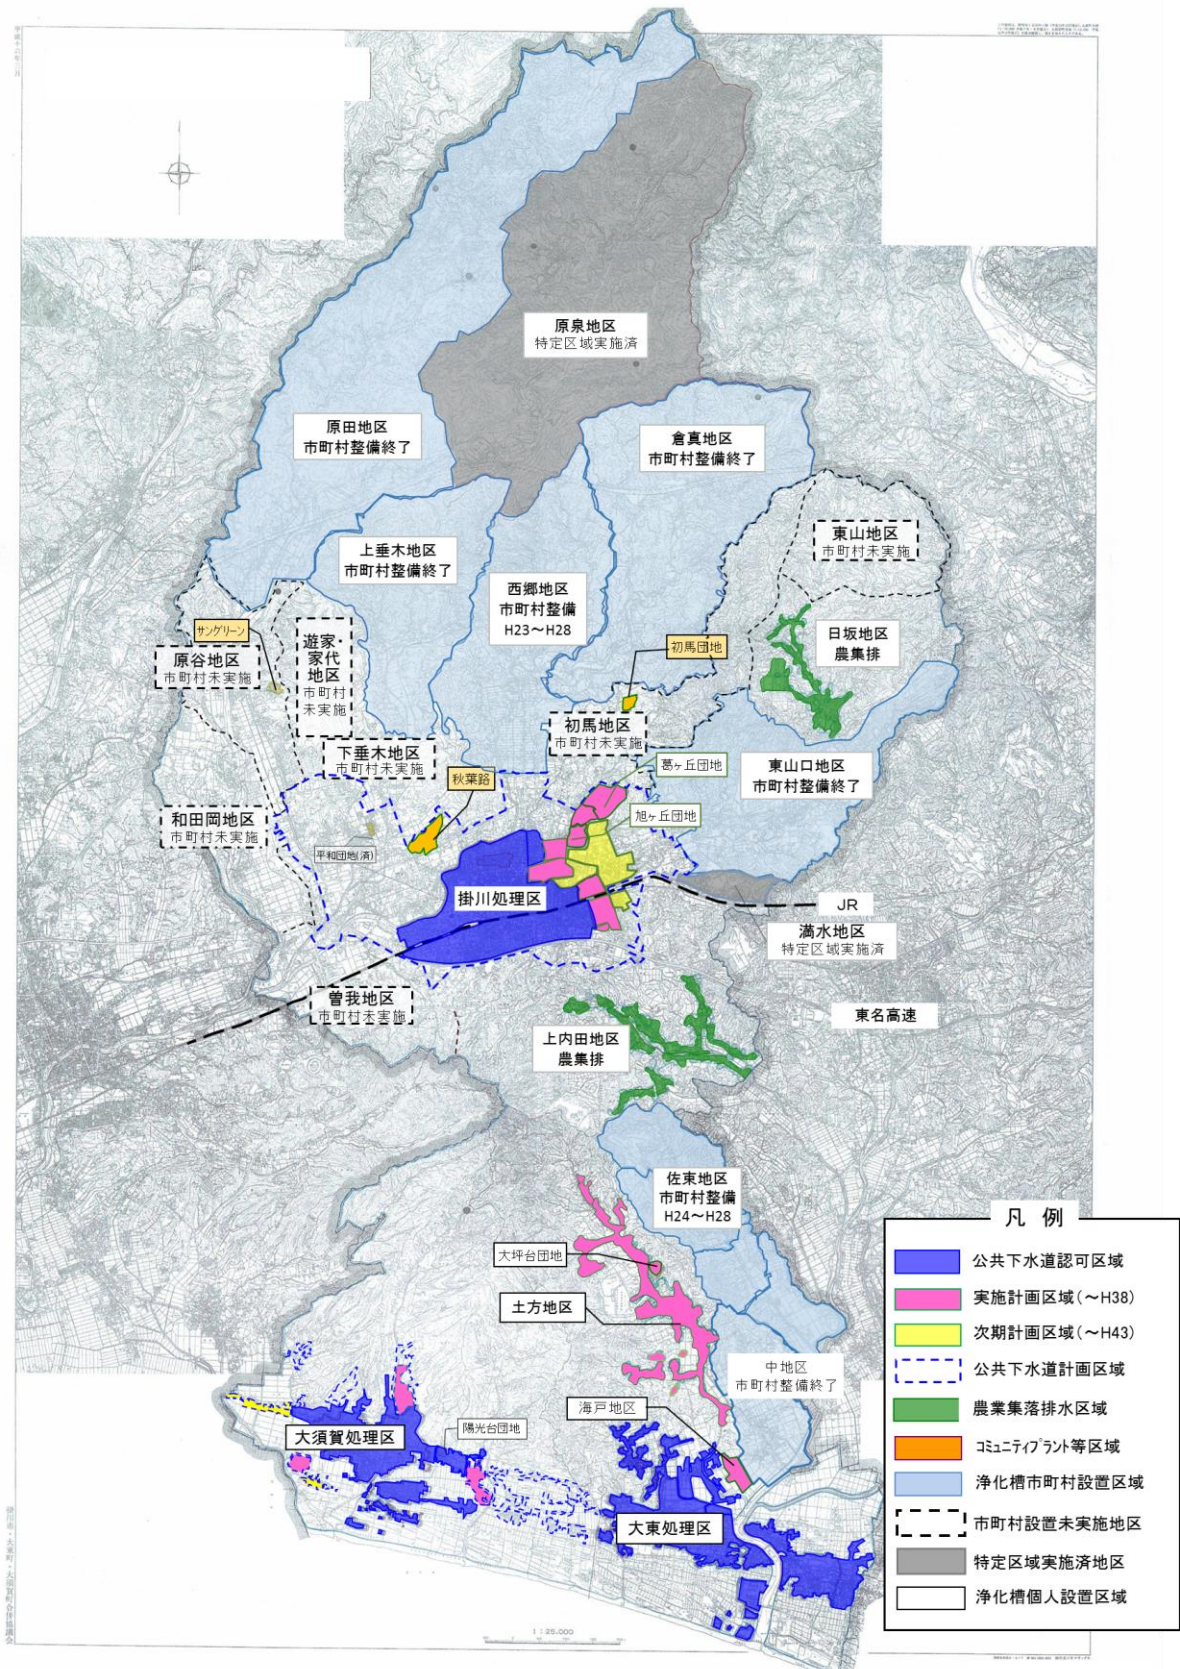 原泉地区
特定区域実施済
原田地区
市町村整備終了
倉真地区
市町村整備終了
東山地区
市町村未実施
上垂木地区
市町村整備終了
西郷地区
市町村整備
H23～H28
日坂地区
農集排
サングリーン
原谷地区
市町村未実施
遊家・
家代
地区
市町村
未実施
初馬団地
初馬地区
市町村未実施
下垂木地区
市町村未実施
秋葉路
葛ヶ丘団地
東山口地区
市町村整備終了
旭ヶ丘団地
和田岡地区
市町村未実施
平和団地(済)
掛川処理区
JR
満水地区
特定区域実施済
曽我地区
市町村未実施
東名高速
上内田地区
農集排
佐束地区
市町村整備
H24～H28
大坪台団地
土方地区
中地区
市町村整備終了
海戸地区
陽光台団地
大須賀処理区
大東処理区
凡 例
公共下水道認可区域
実施計画区域(～H38)
次期計画区域(～H43)
公共下水道計画区域
農業集落排水区域
コミュニティプラント等区域
浄化槽市町村設置区域
市町村設置未実施地区
特定区域実施済地区
浄化槽個人設置区域
1:25,000
掛川市・大東町・大須賀町合併協議会